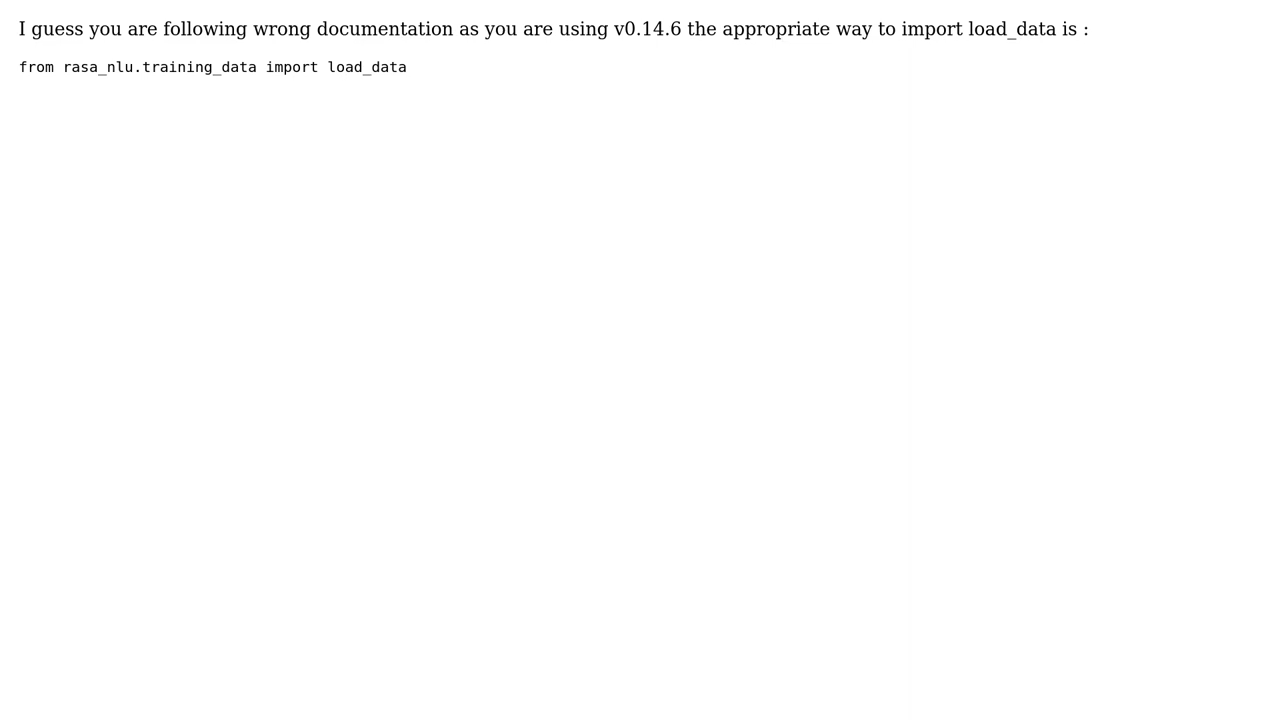 I guess you are following wrong documentation as you are using v0.14.6 the appropriate way to import load_data is :
from rasa_nlu.training_data import load_data